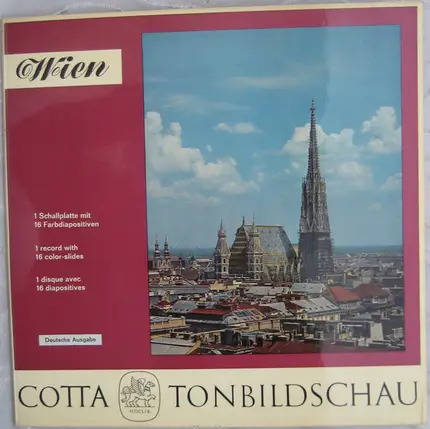 Wien
1 Schallplatte mit
16 Farbdiapositiven
1 record with
16 color-slides
1 disque avec
16 diapositives
Deutsche Ausgabe
COTTA TONBILDSCHAU